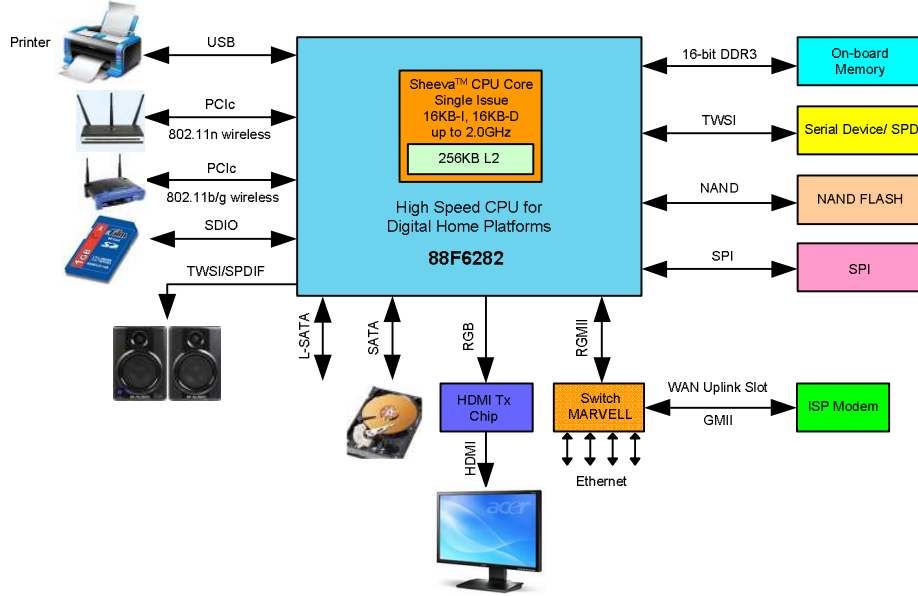 Printer
USB
PCIc
802.11n wireless
PCIc
802.11b/g wireless
SDIO
1GB
TWSI/SPDIF
Sheeva™ CPU Core
Single Issue
16KB-I, 16KB-D
up to 2.0GHz
256KB L2
High Speed CPU for
Digital Home Platforms
88F6282
16-bit DDR3
On-board
Memory
TWSI
Serial Device/ SPD
NAND
NAND FLASH
SPI
SPI
L-SATA
SATA
RGB
RGMII
HDMI Tx
Chip
Switch
MARVELL
WAN Uplink Slot
GMII
ISP Modem
HDMI
Ethernet
acer